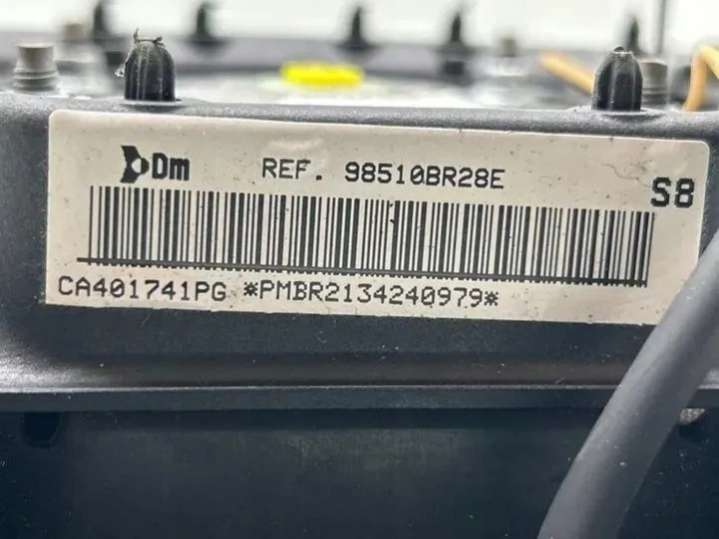 Dm REF. 98510BR28E
S8
CA401741PG *PMBR2134240979*